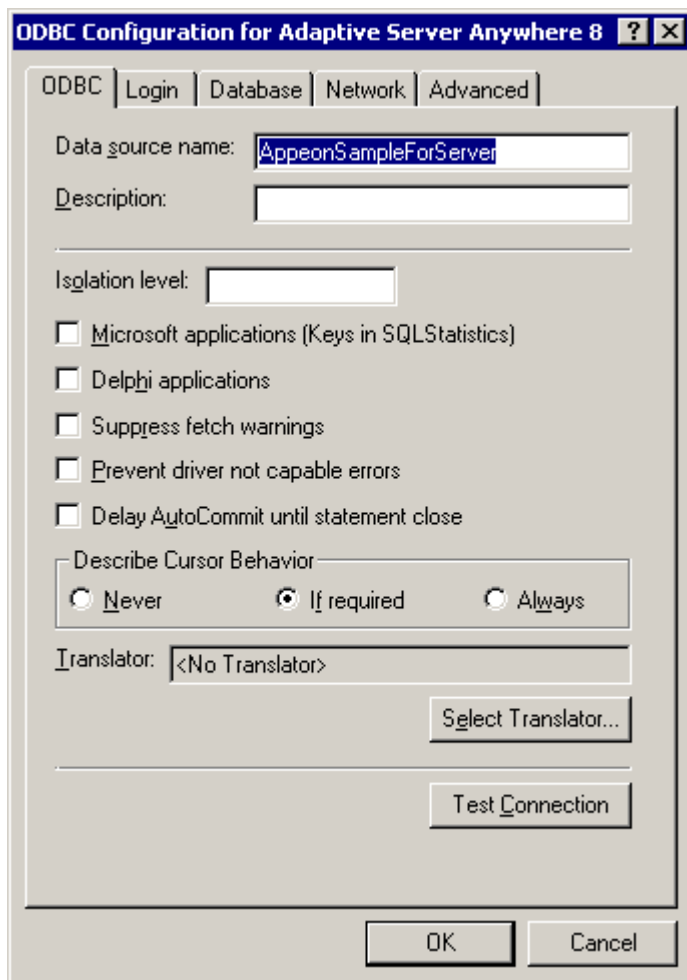 ODBC Configuration for Adaptive Server Anywhere 8 ? X
ODBC Login Database Network Advanced
Data source name: AppeonSampleForServer
Description:
Isolation level:
Microsoft applications (Keys in SQLStatistics)
Delphi applications
Suppress fetch warnings
Prevent driver not capable errors
Delay AutoCommit until statement close
Describe Cursor Behavior
Never If required Always
Translator: <No Translator>
Select Translator...
Test Connection
OK Cancel